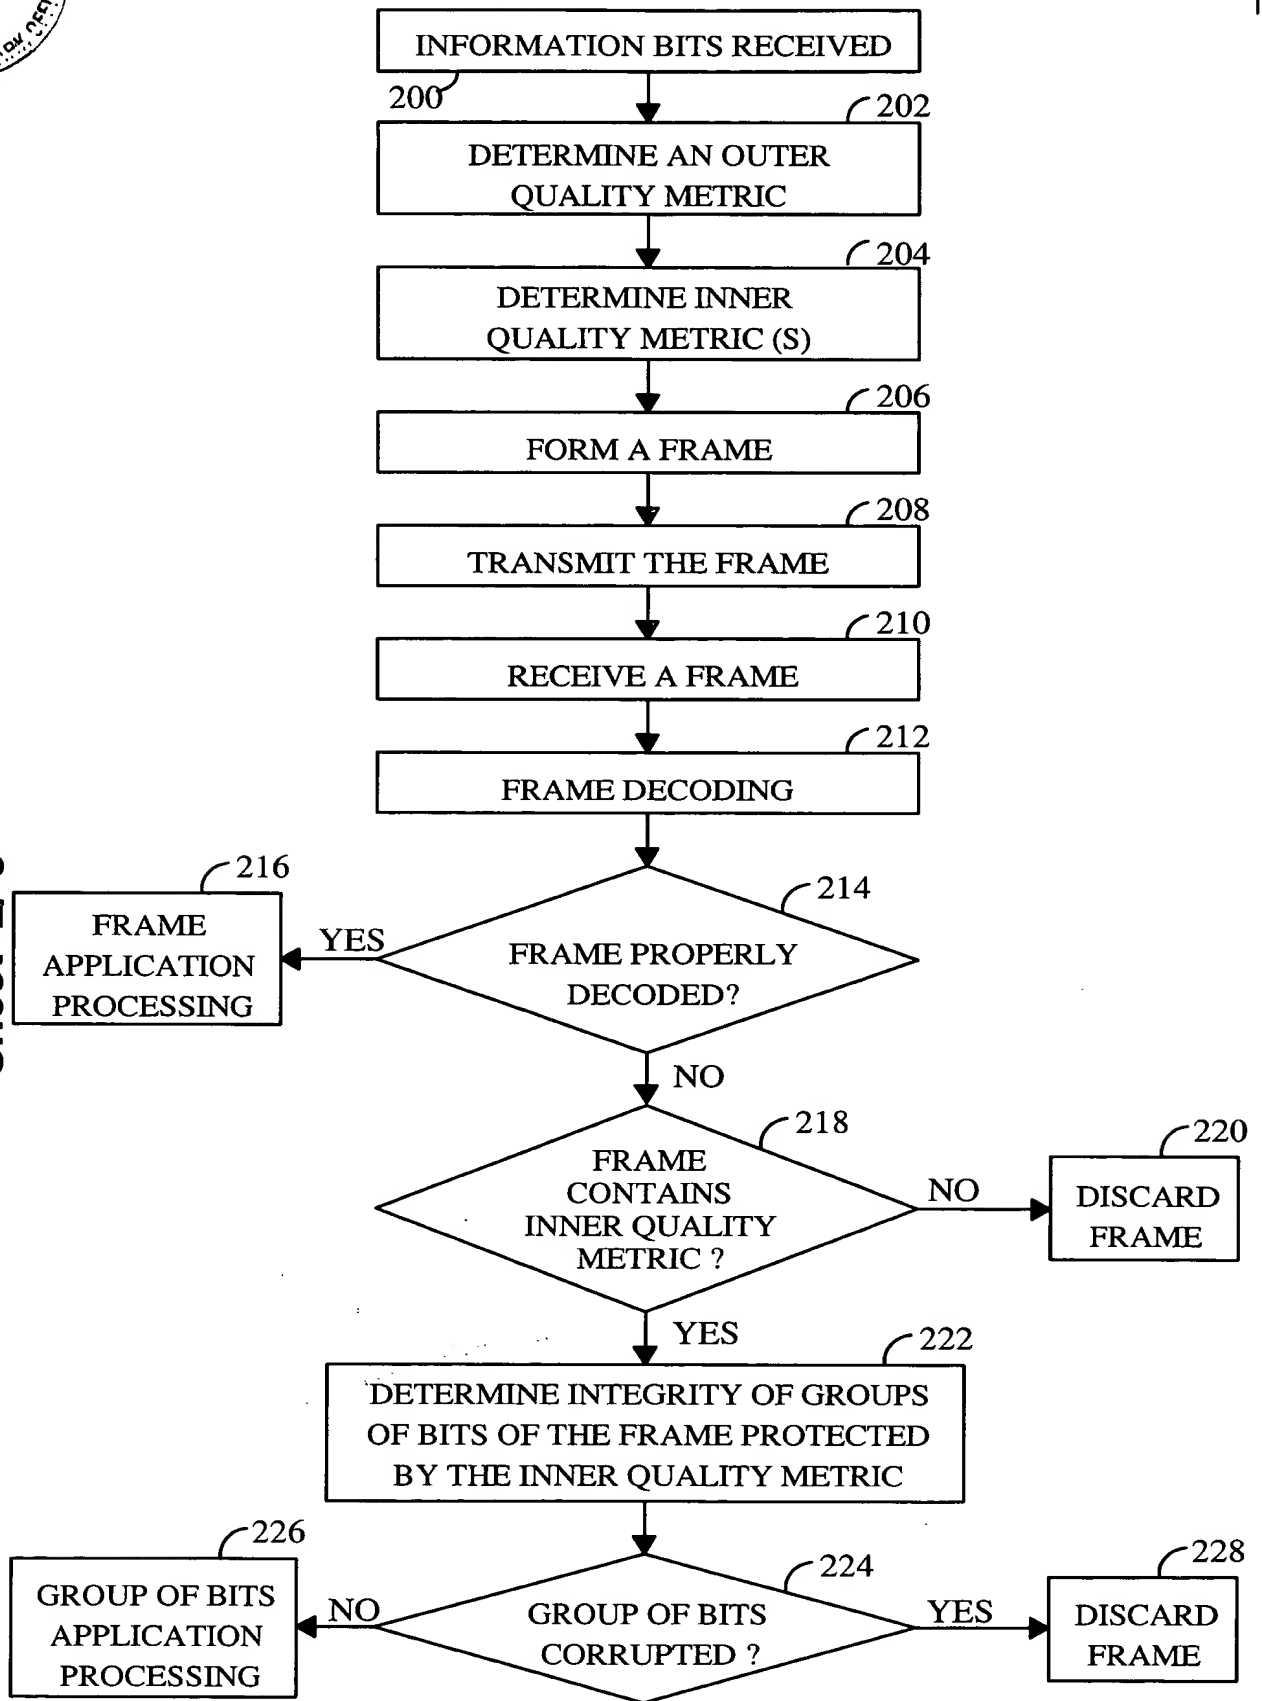 INFORMATION BITS RECEIVED
200
202
DETERMINE AN OUTER
QUALITY METRIC
204
DETERMINE INNER
QUALITY METRIC (S)
206
FORM A FRAME
208
TRANSMIT THE FRAME
210
RECEIVE A FRAME
212
FRAME DECODING
216
214
FRAME
APPLICATION
PROCESSING
YES
FRAME PROPERLY
DECODED?
NO
218
220
FRAME
CONTAINS
INNER QUALITY
METRIC ?
NO
DISCARD
FRAME
YES
222
DETERMINE INTEGRITY OF GROUPS
OF BITS OF THE FRAME PROTECTED
BY THE INNER QUALITY METRIC
226
224
228
GROUP OF BITS
APPLICATION
PROCESSING
NO
GROUP OF BITS
CORRUPTED ?
YES
DISCARD
FRAME